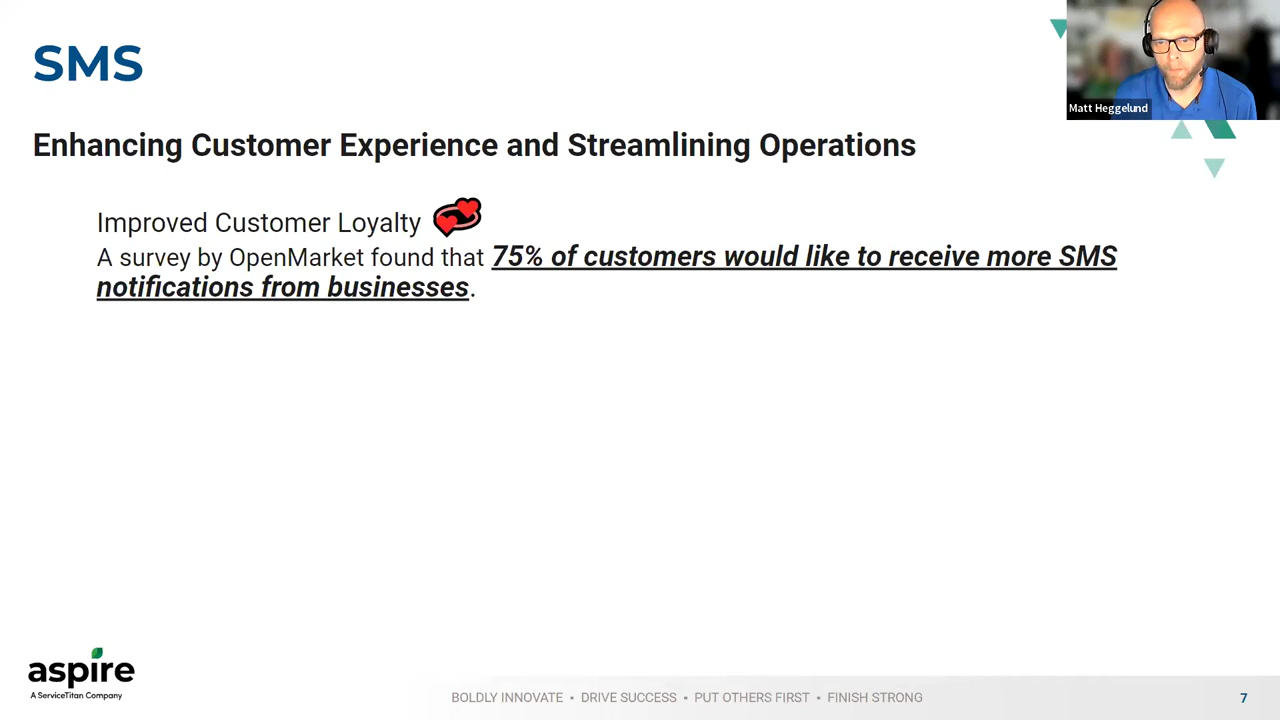 SMS
Matt Heggelund
Enhancing Customer Experience and Streamlining Operations
Improved Customer Loyalty
A survey by OpenMarket found that 75% of customers would like to receive more SMS
notifications from businesses.
aspire
A ServiceTitan Company
BOLDLY INNOVATE • DRIVE SUCCESS • PUT OTHERS FIRST • FINISH STRONG
7